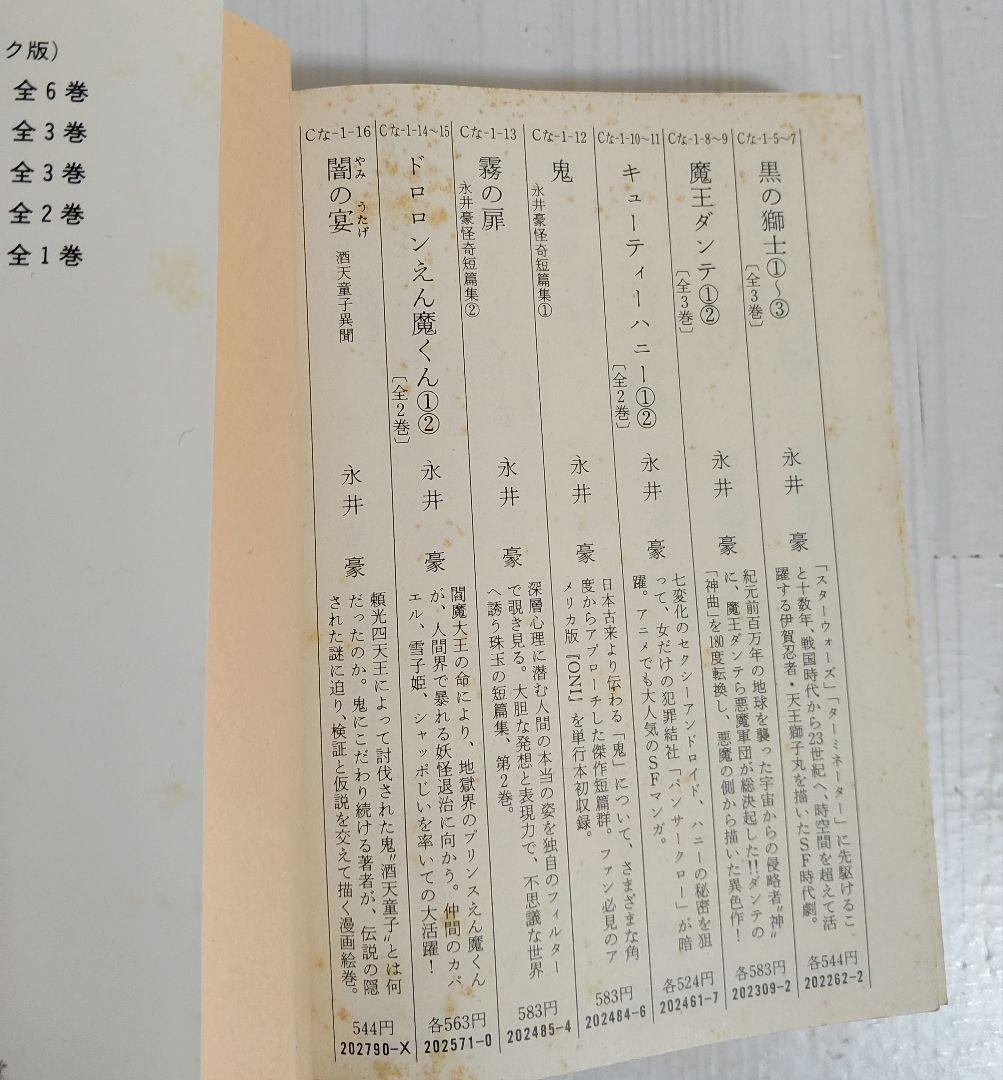 ク版）
全6巻
全3巻
全3巻
全2巻
全1巻
Cな-1-5〜7
黒の獅士①〜③
〔全3巻〕
永井 豪
「スターウォーズ」「ターミネーター」に先駆けるこ
と十数年、戦国時代から23世紀へ、時空間を超えて活
躍する伊賀忍者・天王獅子丸を描いたSF時代劇。
各544円
202262-2
Cな-1-8〜9
魔王ダンテ①②
〔全3巻〕
永井 豪
紀元前百万年の地球を襲った宇宙からの侵略者"神"
に、魔王ダンテら悪魔軍団が総決起した!!ダンテの
「神曲」を180度転換し、悪魔の側から描いた異色作！
各583円
202309-2
Cな-1-10〜11
キューティーハニー①②
〔全2巻〕
永井 豪
七変化のセクシーアンドロイド、ハニーの秘密を狙
って、女だけの犯罪結社「パンサークロー」が暗
躍。アニメでも大人気のSFマンガ。
各524円
202461-7
Cな-1-12
鬼
永井豪怪奇短篇集①
永井 豪
日本古来より伝わる「鬼」について、さまざまな角
度からアプローチした傑作短篇群。ファン必見のア
メリカ版『ONI』を単行本初収録。
583円
202484-6
Cな-1-13
霧の扉
永井豪怪奇短篇集②
永井 豪
深層心理に潜む人間の本当の姿を独自のフィルター
で覗き見る。大胆な発想と表現力で、不思議な世界
へ誘う珠玉の短篇集、第2巻。
583円
202485-4
Cな-1-14〜15
ドロロンえん魔くん①②
〔全2巻〕
永井 豪
閻魔大王の命により、地獄界のプリンスえん魔くん
が、人間界で暴れる妖怪退治に向かう。仲間のカパ
エル、雪子姫、シャッポじいを率いての大活躍！
各563円
202571-0
Cな-1-16
闇の宴
やみ うたげ
酒天童子異聞
永井 豪
頼光四天王によって討伐された鬼"酒天童子"とは何
だったのか。鬼にこだわり続ける著者が、伝説の隠
された謎に迫り、検証と仮説を交えて描く漫画絵巻。
544円
202790-X